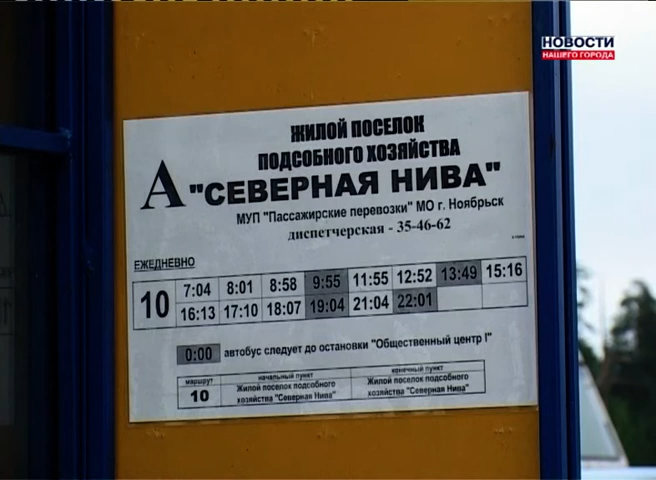 НОВОСТИ
НАШЕГО ГОРОДА
ЖИЛОЙ ПОСЕЛОК
ПОДСОБНОГО ХОЗЯЙСТВА
А "СЕВЕРНАЯ НИВА"
МУП "Пассажирские перевозки" МО г. Ноябрьск
диспетчерская - 35-46-62
ЕЖЕДНЕВНО
10 7:04 8:01 8:58 9:55 11:55 12:52 13:49 15:16
16:13 17:10 18:07 19:04 21:04 22:01
0:00 автобус следует до остановки "Общественный центр I"
маршрут начальный пункт конечный пункт
10 Жилой поселок подсобного хозяйства "Северная Нива" Жилой поселок подсобного хозяйства "Северная Нива"